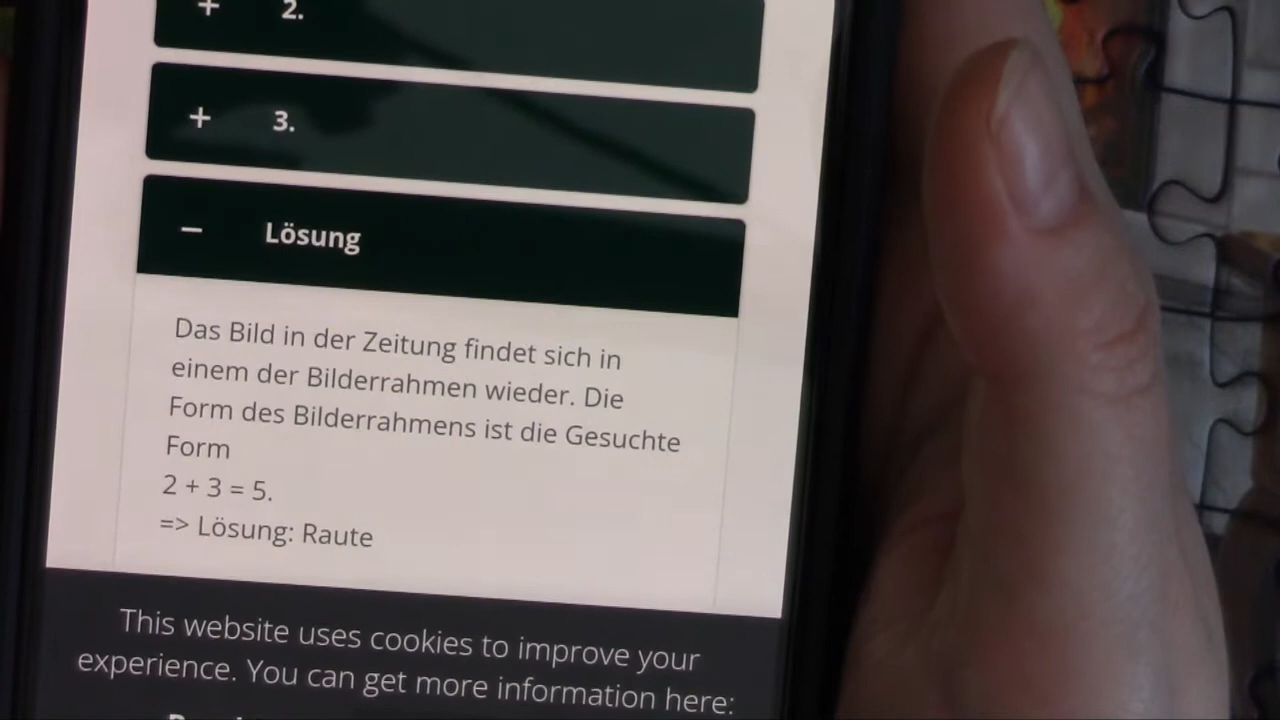 + 2.
+ 3.
− Lösung
Das Bild in der Zeitung findet sich in
einem der Bilderrahmen wieder. Die
Form des Bilderrahmens ist die Gesuchte
Form
2 + 3 = 5.
=> Lösung: Raute
This website uses cookies to improve your
experience. You can get more information here: